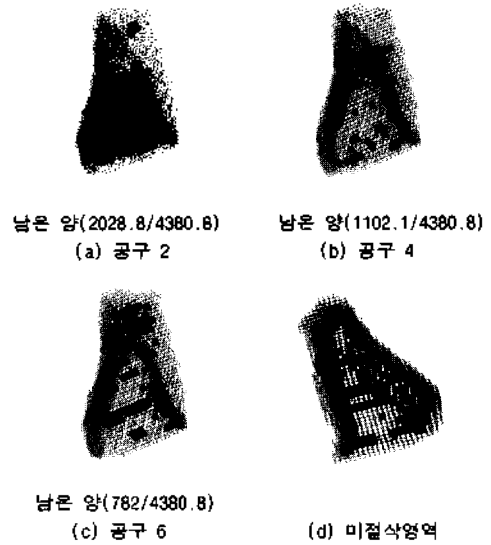 남은 양(2028.8/4380.8)
(a) 공구 2
남은 양(1102.1/4380.8)
(b) 공구 4
남은 양(782/4380.8)
(c) 공구 6
(d) 미절삭영역